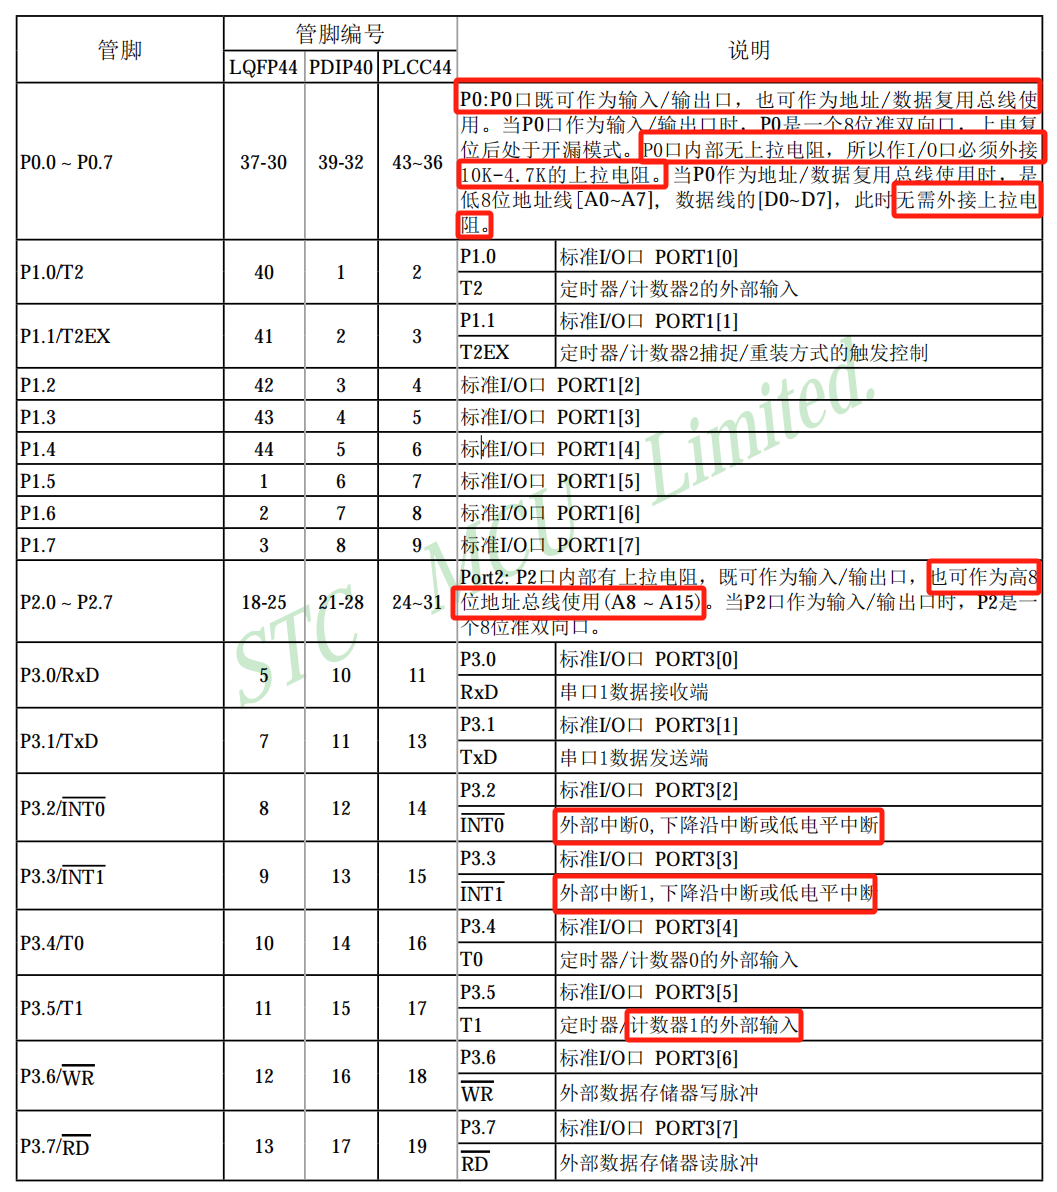 管脚 管脚编号 说明
LQFP44 PDIP40 PLCC44
P0.0 ~ P0.7 37-30 39-32 43~36
P0:P0口既可作为输入/输出口，也可作为地址/数据复用总线使
用。当P0口作为输入/输出口时，P0是一个8位准双向口，上电复
位后处于开漏模式。P0口内部无上拉电阻，所以作I/O口必须外接
10K-4.7K的上拉电阻。当P0作为地址/数据复用总线使用时，是
低8位地址线[A0~A7]，数据线的[D0~D7]，此时无需外接上拉电
阻。
P1.0/T2 40 1 2
P1.0 标准I/O口 PORT1[0]
T2 定时器/计数器2的外部输入
P1.1/T2EX 41 2 3
P1.1 标准I/O口 PORT1[1]
T2EX 定时器/计数器2捕捉/重装方式的触发控制
P1.2 42 3 4 标准I/O口 PORT1[2]
P1.3 43 4 5 标准I/O口 PORT1[3]
P1.4 44 5 6 标准I/O口 PORT1[4]
P1.5 1 6 7 标准I/O口 PORT1[5]
P1.6 2 7 8 标准I/O口 PORT1[6]
P1.7 3 8 9 标准I/O口 PORT1[7]
P2.0 ~ P2.7 18-25 21-28 24~31
Port2: P2口内部有上拉电阻，既可作为输入/输出口，也可作为高8
位地址总线使用(A8 ~ A15)。当P2口作为输入/输出口时，P2是一
个8位准双向口。
P3.0/RxD 5 10 11
P3.0 标准I/O口 PORT3[0]
RxD 串口1数据接收端
P3.1/TxD 7 11 13
P3.1 标准I/O口 PORT3[1]
TxD 串口1数据发送端
P3.2/INT0 8 12 14
P3.2 标准I/O口 PORT3[2]
INT0 外部中断0,下降沿中断或低电平中断
P3.3/INT1 9 13 15
P3.3 标准I/O口 PORT3[3]
INT1 外部中断1,下降沿中断或低电平中断
P3.4/T0 10 14 16
P3.4 标准I/O口 PORT3[4]
T0 定时器/计数器0的外部输入
P3.5/T1 11 15 17
P3.5 标准I/O口 PORT3[5]
T1 定时器/计数器1的外部输入
P3.6/WR 12 16 18
P3.6 标准I/O口 PORT3[6]
WR 外部数据存储器写脉冲
P3.7/RD 13 17 19
P3.7 标准I/O口 PORT3[7]
RD 外部数据存储器读脉冲
STC MCU Limited.